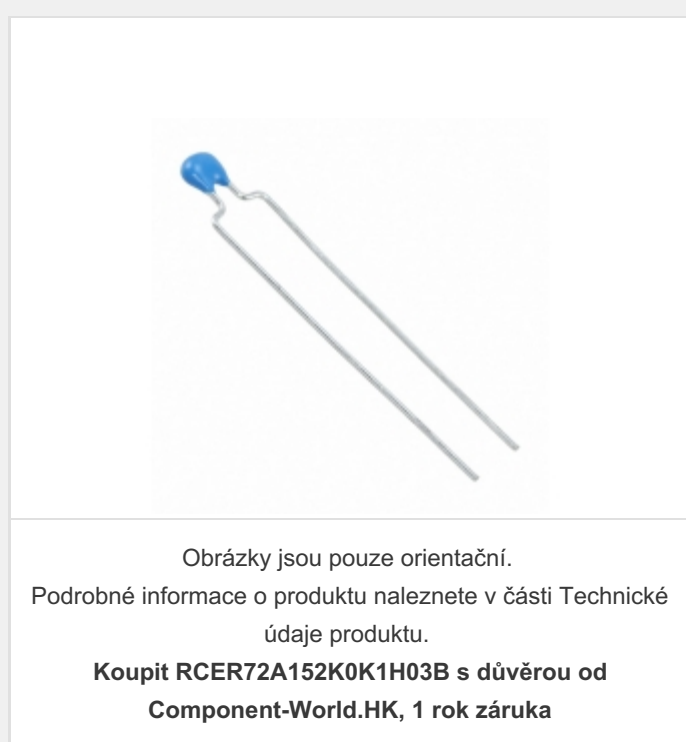 Obrázky jsou pouze orientační.
Podrobné informace o produktu naleznete v části Technické
údaje produktu.
Koupit RCER72A152K0K1H03B s důvěrou od
Component-World.HK, 1 rok záruka